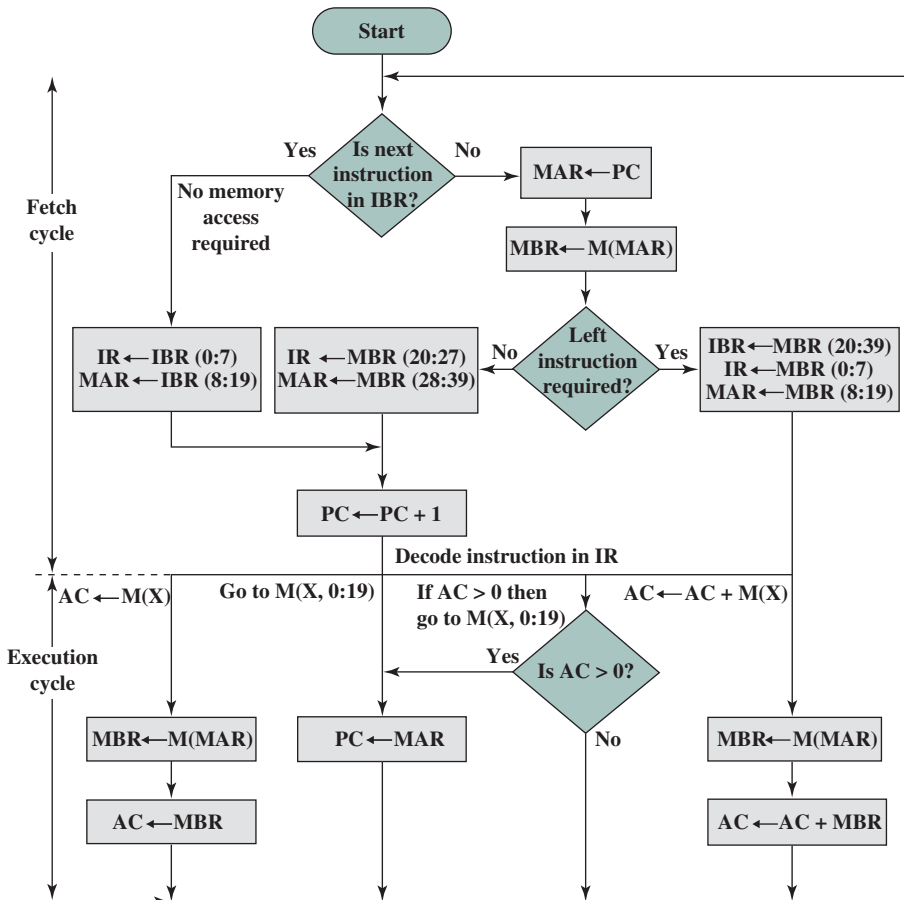 Start
Fetch
cycle
Yes
Is next
instruction
in IBR?
No
No memory
access
required
MAR ← PC
MBR ← M(MAR)
IR ← IBR (0:7)
MAR ← IBR (8:19)
IR ← MBR (20:27)
MAR ← MBR (28:39)
No
Left
instruction
required?
Yes
IBR ← MBR (20:39)
IR ← MBR (0:7)
MAR ← MBR (8:19)
PC ← PC + 1
Decode instruction in IR
AC ← M(X)
Go to M(X, 0:19)
If AC > 0 then
go to M(X, 0:19)
AC ← AC + M(X)
Execution
cycle
Yes
Is AC > 0?
No
MBR ← M(MAR)
AC ← MBR
PC ← MAR
MBR ← M(MAR)
AC ← AC + MBR